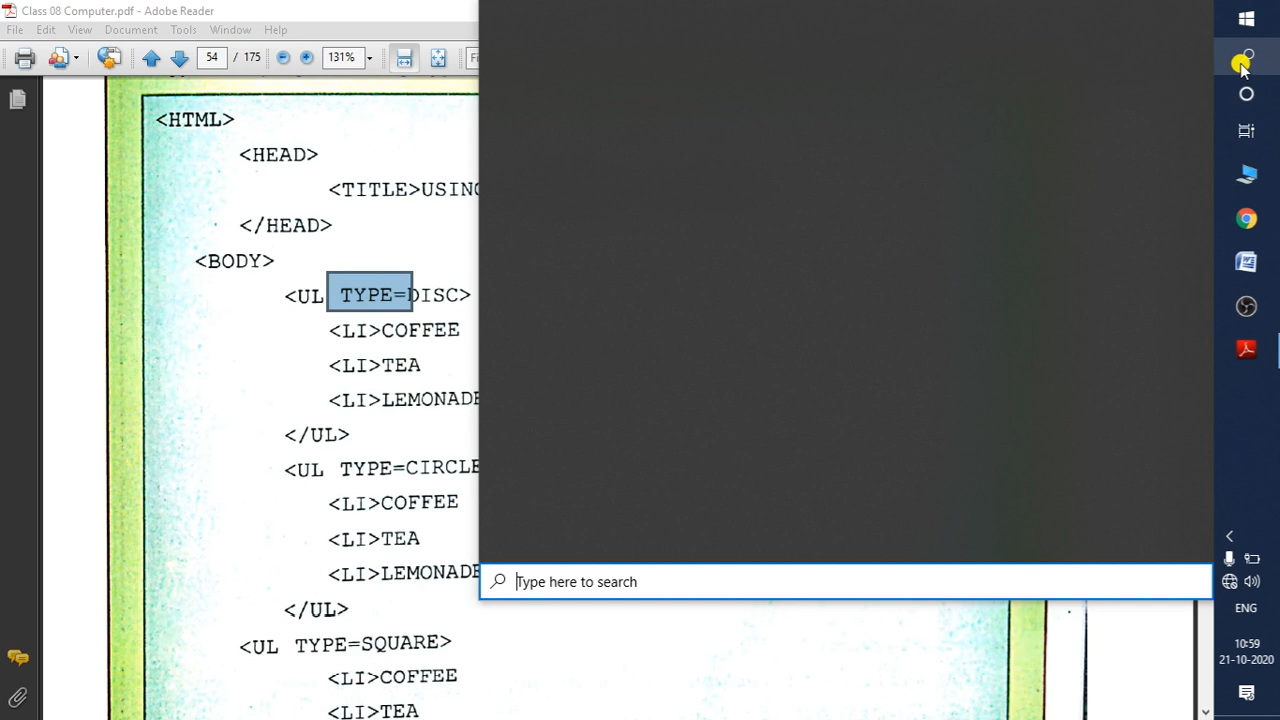 Class 08 Computer.pdf - Adobe Reader
File Edit View Document Tools Window Help
54 / 175 131% Fi
<HTML>
<HEAD>
<TITLE>USING
</HEAD>
<BODY>
<UL TYPE=DISC>
<LI>COFFEE
<LI>TEA
<LI>LEMONADE
</UL>
<UL TYPE=CIRCLE
<LI>COFFEE
<LI>TEA
<LI>LEMONADE
</UL>
<UL TYPE=SQUARE>
<LI>COFFEE
<LI>TEA
Type here to search
ENG
10:59
21-10-2020